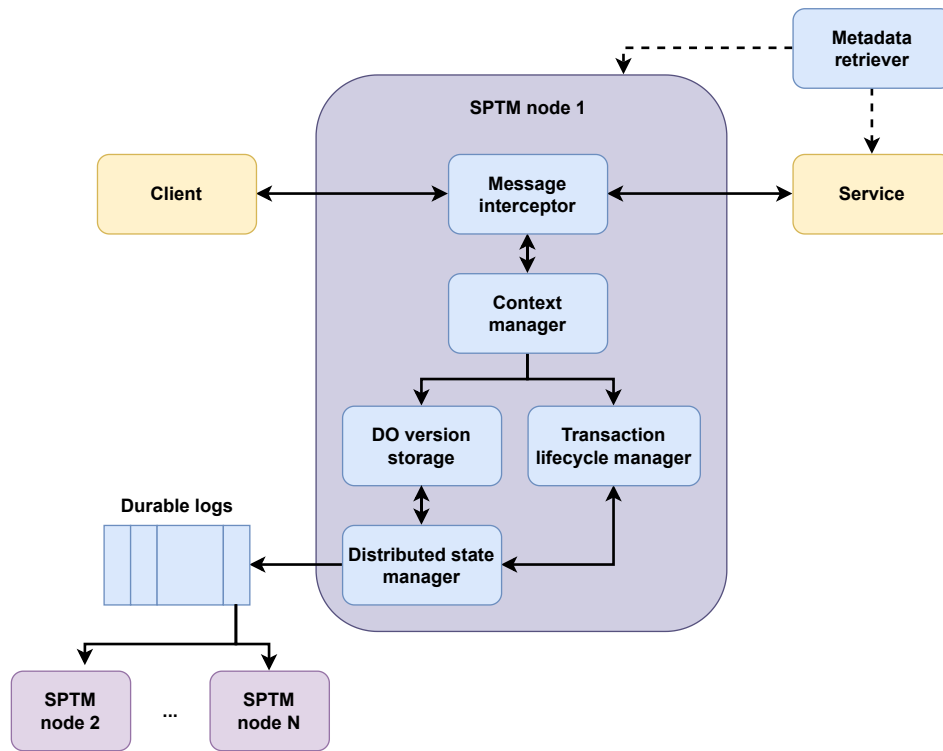 Metadata
retriever
SPTM node 1
Client
Message
interceptor
Service
Context
manager
DO version
storage
Transaction
lifecycle manager
Durable logs
Distributed state
manager
SPTM
node 2
...
SPTM
node N